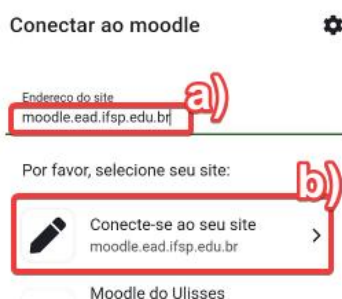 Conectar ao moodle
Endereço do site
a)
moodle.ead.ifsp.edu.br
Por favor, selecione seu site:
b)
Conecte-se ao seu site
moodle.ead.ifsp.edu.br
Moodle do Ulisses